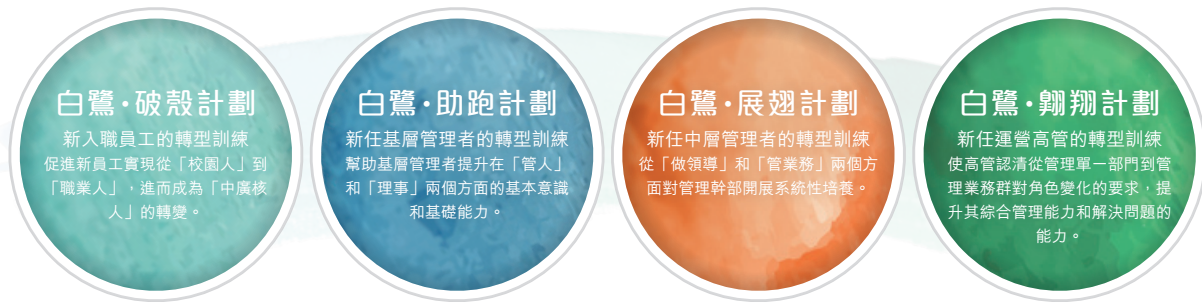 白鷺·破殼計劃
新入職員工的轉型訓練
促進新員工實現從「校園人」到
「職業人」，進而成為「中廣核
人」的轉變。
白鷺·助跑計劃
新任基層管理者的轉型訓練
幫助基層管理者提升在「管人」
和「理事」兩個方面的基本意識
和基礎能力。
白鷺·展翅計劃
新任中層管理者的轉型訓練
從「做領導」和「管業務」兩個方
面對管理幹部開展系統性培養。
白鷺·翱翔計劃
新任運營高管的轉型訓練
使高管認清從管理單一部門到管
理業務群對角色變化的要求，提
升其綜合管理能力和解決問題的
能力。